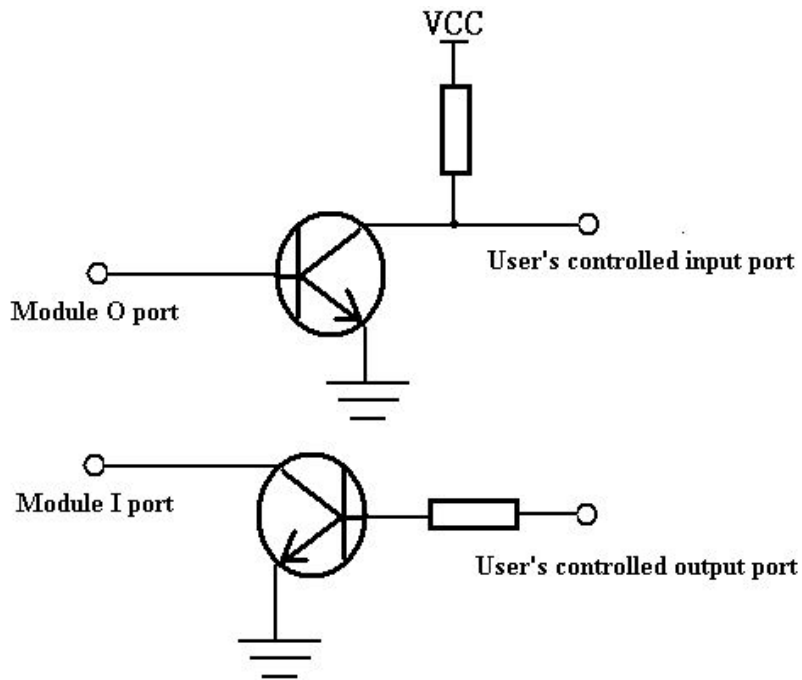 VCC
User's controlled input port
Module O port
Module I port
User's controlled output port